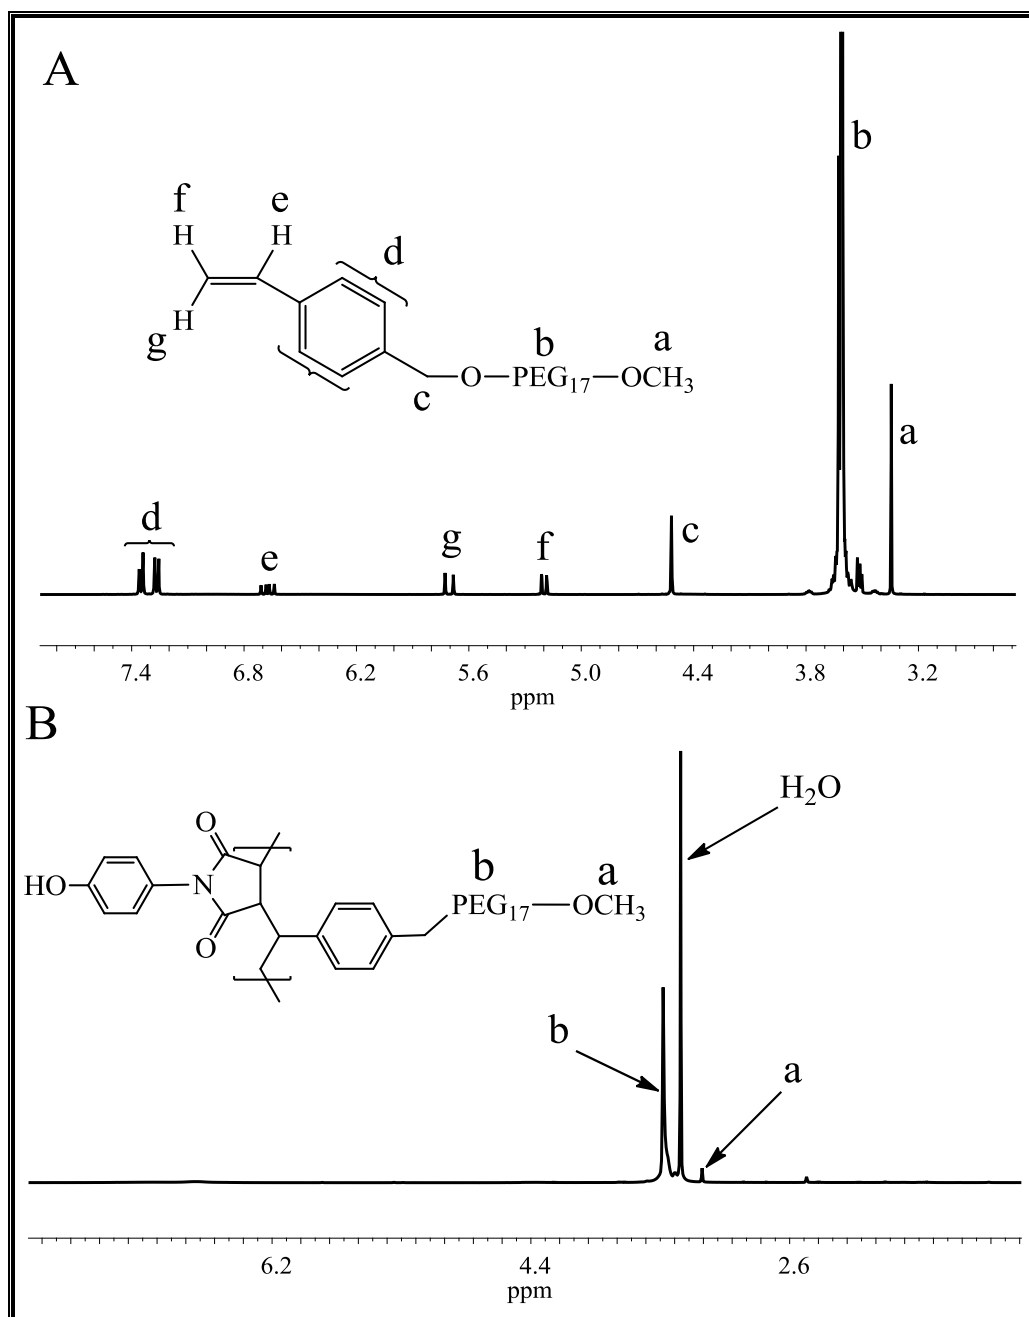 A
b
f
e
H
H
d
H
g
b
a
O
PEG₁₇
OCH₃
c
a
d
e
g
f
c
7.4 6.8 6.2 5.6 5.0 4.4 3.8 3.2
ppm
B
H₂O
O
b
a
HO
N
PEG₁₇
OCH₃
O
b
a
6.2 4.4 2.6
ppm